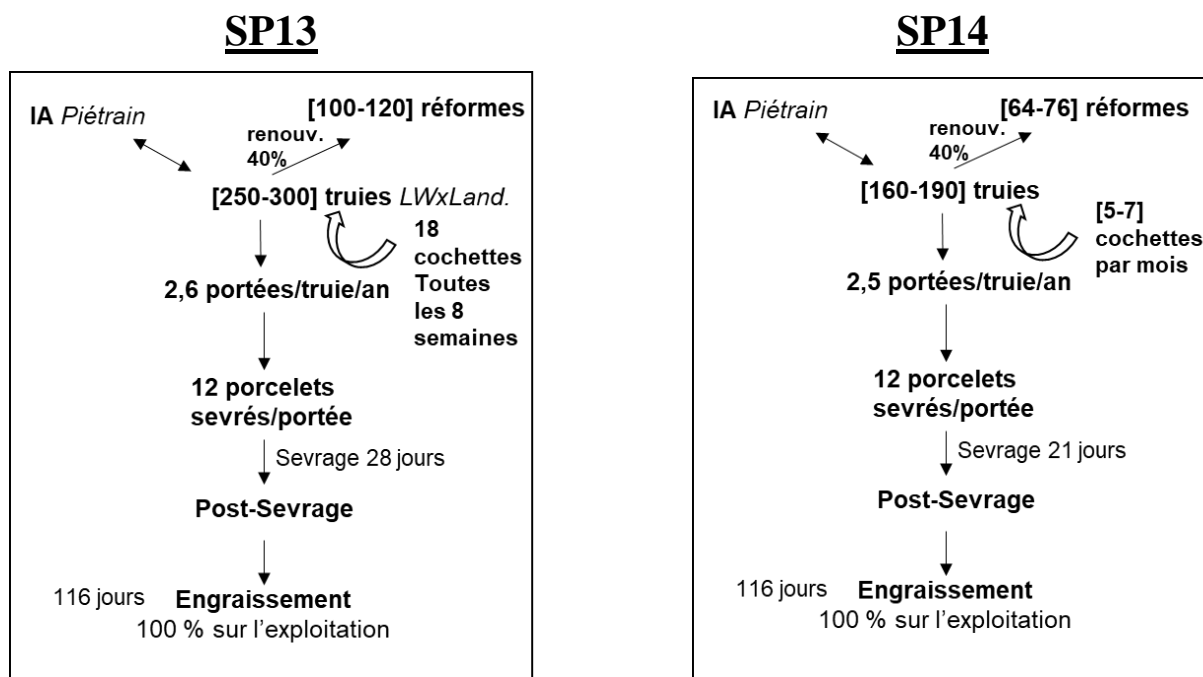 SP13
IA Piétrain
[100-120] réformes
renouv.
40%
[250-300] truies LWxLand.
18
cochettes
Toutes
les 8
semaines
2,6 portées/truie/an
12 porcelets
sevrés/portée
Sevrage 28 jours
Post-Sevrage
116 jours Engraissement
100 % sur l'exploitation
SP14
IA Piétrain
[64-76] réformes
renouv.
40%
[160-190] truies
[5-7]
cochettes
par mois
2,5 portées/truie/an
12 porcelets
sevrés/portée
Sevrage 21 jours
Post-Sevrage
116 jours Engraissement
100 % sur l'exploitation